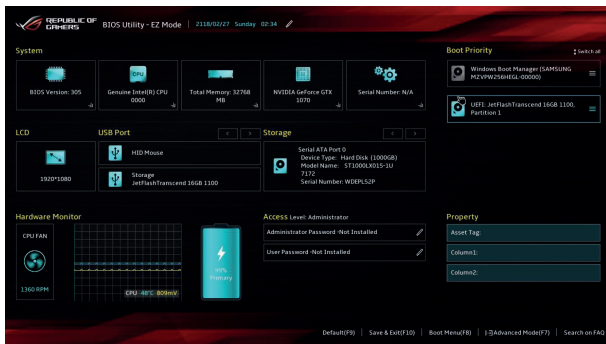 REPUBLIC OF
GAMERS
BIOS Utility - EZ Mode
2118/02/27 Sunday 02:34
System
BIOS Version: 305
CPU
Genuine Intel(R) CPU
0000
Total Memory: 32768
MB
NVIDIA GeForce GTX
1070
Serial Number: N/A
Boot Priority
Switch all
Windows Boot Manager (SAMSUNG
MZVPW256HEGL-00000)
UEFI: JetFlashTranscend 16GB 1100,
Partition 1
LCD
1920*1080
USB Port
HID Mouse
Storage
JetFlashTranscend 16GB 1100
Storage
Serial ATA Port 0
Device Type: Hard Disk (1000GB)
Model Name: ST1000LX015-1U
7172
Serial Number: WDEPL52P
Hardware Monitor
CPU FAN
1360 RPM
CPU 48°C 809mV
99%
Primary
Access Level: Administrator
Administrator Password -Not Installed
User Password -Not Installed
Property
Asset Tag:
Column1:
Column2:
Default(F9) | Save & Exit(F10) | Boot Menu(F8) | Advanced Mode(F7) | Search on FAQ